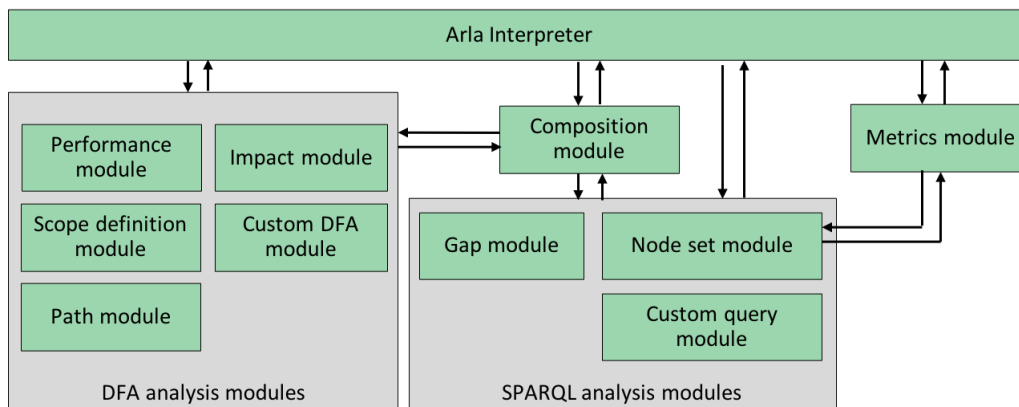 Arla Interpreter
Performance
module
Impact module
Scope definition
module
Custom DFA
module
Path module
DFA analysis modules
Composition
module
Metrics module
Gap module
Node set module
Custom query
module
SPARQL analysis modules